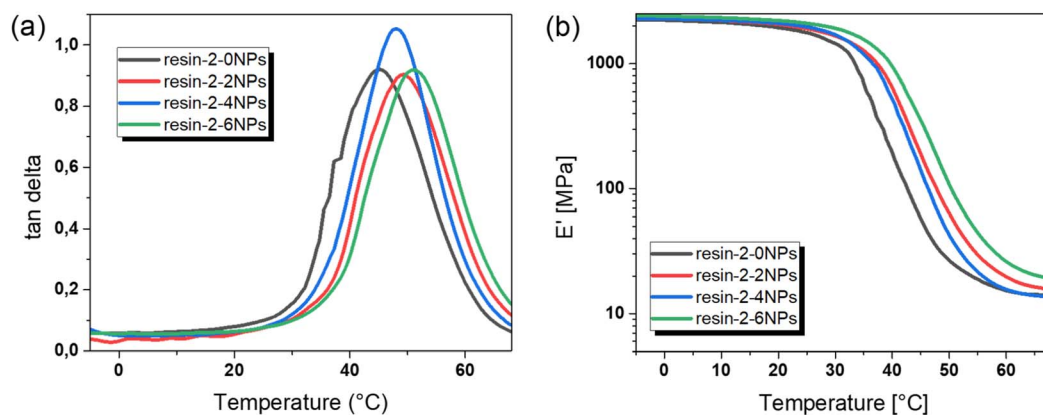 (a)
1,0
0,8
0,6
0,4
0,2
0,0
tan delta
resin-2-0NPs
resin-2-2NPs
resin-2-4NPs
resin-2-6NPs
0
20
40
60
Temperature (°C)
(b)
1000
100
10
E' [MPa]
resin-2-0NPs
resin-2-2NPs
resin-2-4NPs
resin-2-6NPs
0
10
20
30
40
50
60
Temperature [°C]